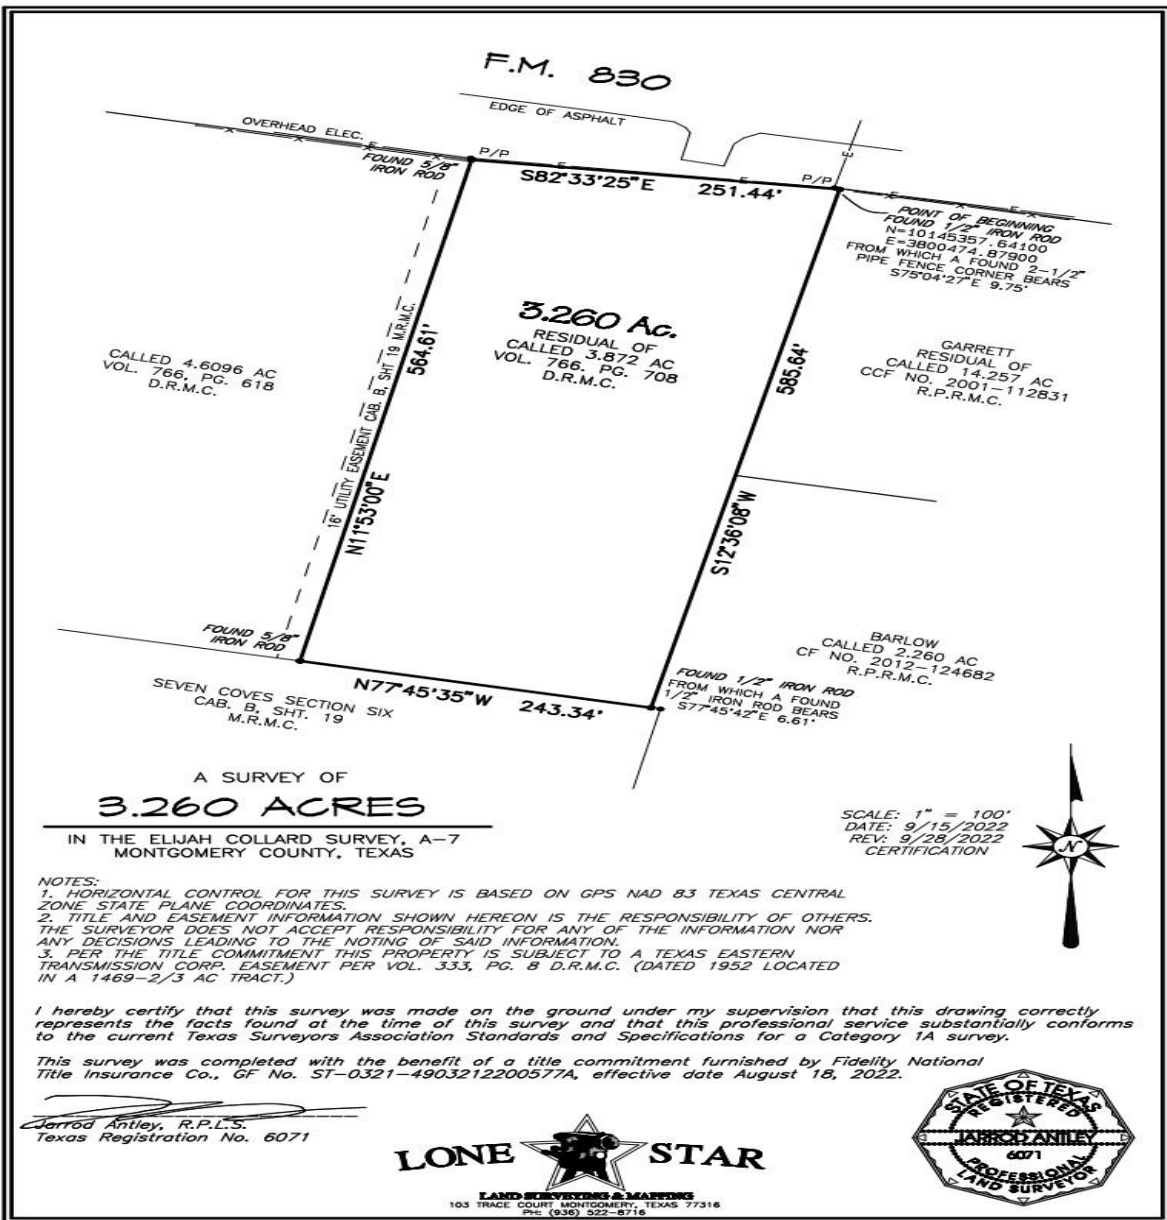 F.M. 830
EDGE OF ASPHALT
OVERHEAD ELEC.
E
FOUND 5/8"
IRON ROD
P/P
S82°33'25"E 251.44'
P/P
POINT OF BEGINNING
FOUND 1/2" IRON ROD
N=10145357.64100
E=3800474.87900
FROM WHICH A FOUND 2-1/2"
PIPE FENCE CORNER BEARS
S75°04'27"E 9.75'
3.260 Ac.
RESIDUAL OF
CALLED 3.872 AC
VOL. 766, PG. 708
D.R.M.C.
CALLED 4.6096 AC
VOL. 766, PG. 618
D.R.M.C.
16' UTILITY EASEMENT CAB. B, SHT 19 M.R.M.C.
N11°53'00"E 564.61'
585.64'
S12°36'08"W
GARRETT
RESIDUAL OF
CALLED 14.257 AC
CCF NO. 2001-112831
R.P.R.M.C.
FOUND 5/8"
IRON ROD
BARLOW
CALLED 2.260 AC
CF NO. 2012-124682
R.P.R.M.C.
N77°45'35"W 243.34'
FOUND 1/2" IRON ROD
FROM WHICH A FOUND
1/2" IRON ROD BEARS
S77°45'42"E 6.61'
SEVEN COVES SECTION SIX
CAB. B, SHT. 19
M.R.M.C.
A SURVEY OF
3.260 ACRES
IN THE ELIJAH COLLARD SURVEY, A-7
MONTGOMERY COUNTY, TEXAS
SCALE: 1" = 100'
DATE: 9/15/2022
REV: 9/28/2022
CERTIFICATION
N
NOTES:
1. HORIZONTAL CONTROL FOR THIS SURVEY IS BASED ON GPS NAD 83 TEXAS CENTRAL
ZONE STATE PLANE COORDINATES.
2. TITLE AND EASEMENT INFORMATION SHOWN HEREON IS THE RESPONSIBILITY OF OTHERS.
THE SURVEYOR DOES NOT ACCEPT RESPONSIBILITY FOR ANY OF THE INFORMATION NOR
ANY DECISIONS LEADING TO THE NOTING OF SAID INFORMATION.
3. PER THE TITLE COMMITMENT THIS PROPERTY IS SUBJECT TO A TEXAS EASTERN
TRANSMISSION CORP. EASEMENT PER VOL. 333, PG. 8 D.R.M.C. (DATED 1952 LOCATED
IN A 1469-2/3 AC TRACT.)
I hereby certify that this survey was made on the ground under my supervision that this drawing correctly
represents the facts found at the time of this survey and that this professional service substantially conforms
to the current Texas Surveyors Association Standards and Specifications for a Category 1A survey.
This survey was completed with the benefit of a title commitment furnished by Fidelity National
Title Insurance Co., GF No. ST-0321-4903212200577A, effective date August 18, 2022.
Jarrod Antley, R.P.L.S.
Texas Registration No. 6071
LONE STAR
LAND SURVEYING & MAPPING
103 TRACE COURT MONTGOMERY, TEXAS 77316
PH: (936) 522-8716
STATE OF TEXAS
REGISTERED
JARROD ANTLEY
6071
PROFESSIONAL
LAND SURVEYOR